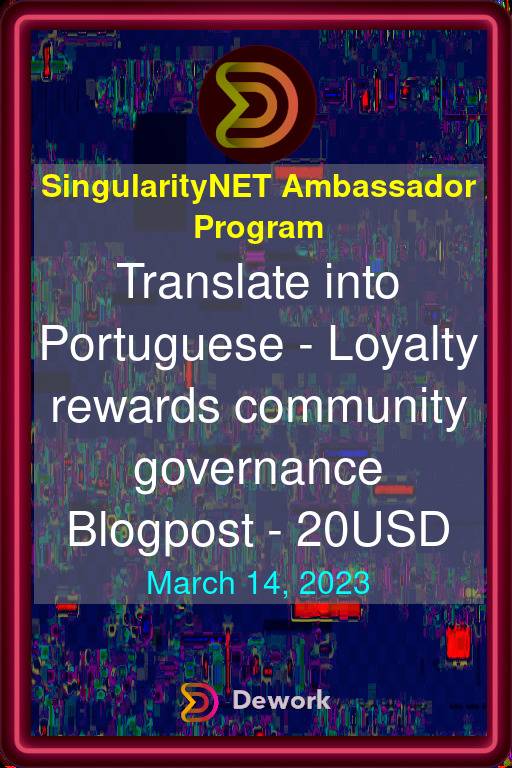 SingularityNET Ambassador
Program
Translate into
Portuguese - Loyalty
rewards community
governance
Blogpost - 20USD
March 14, 2023
Dework